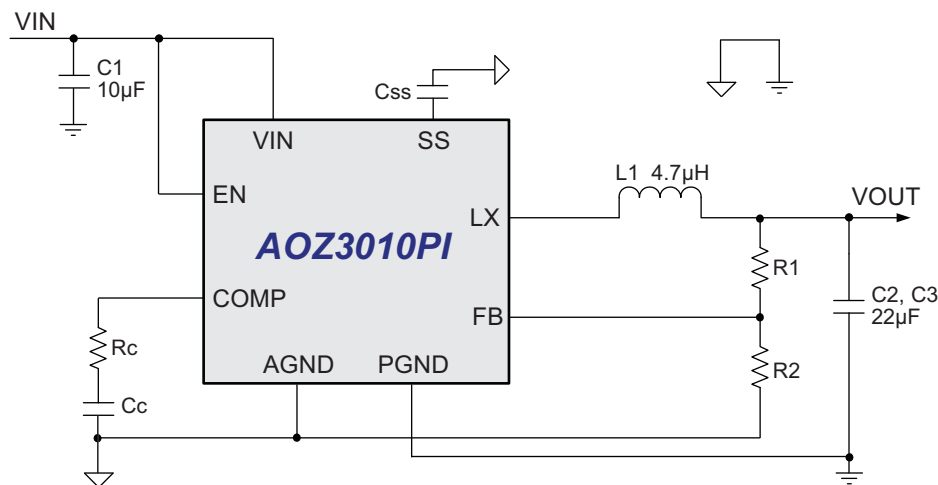 VIN
C1
10µF
Css
VIN
SS
EN
L1 4.7µH
VOUT
LX
AOZ3010PI
R1
COMP
C2, C3
22µF
FB
Rc
AGND
PGND
R2
Cc